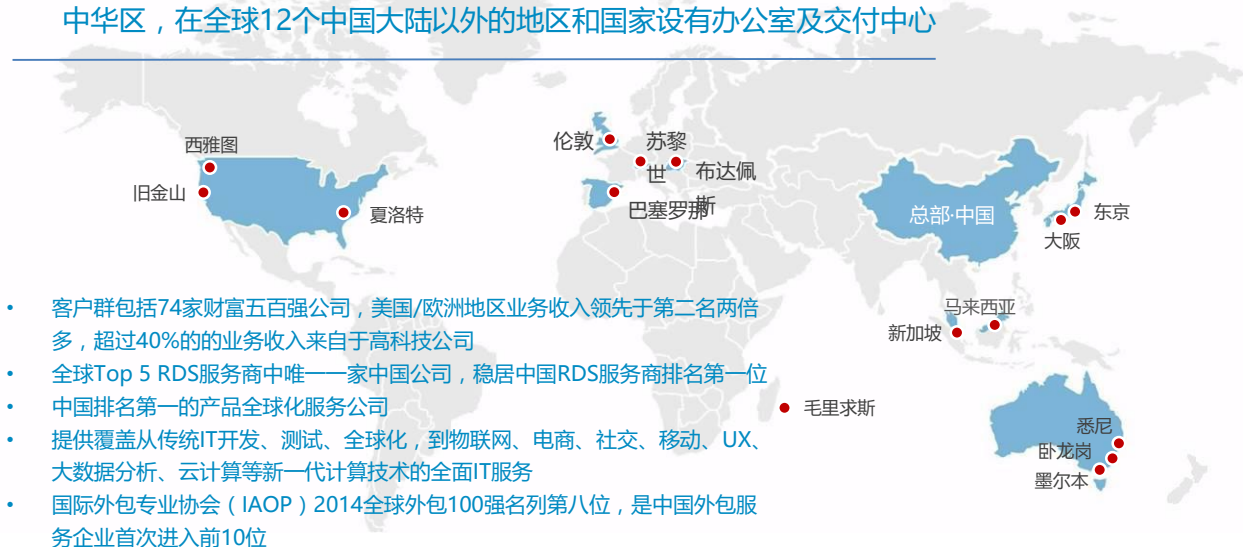 中华区，在全球12个中国大陆以外的地区和国家设有办公室及交付中心
西雅图
旧金山
夏洛特
伦敦
苏黎
世
布达佩
斯
巴塞罗那
总部·中国
东京
大阪
马来西亚
新加坡
毛里求斯
悉尼
卧龙岗
墨尔本
• 客户群包括74家财富五百强公司，美国/欧洲地区业务收入领先于第二名两倍
多，超过40%的的业务收入来自于高科技公司
• 全球Top 5 RDS服务商中唯一一家中国公司，稳居中国RDS服务商排名第一位
• 中国排名第一的产品全球化服务公司
• 提供覆盖从传统IT开发、测试、全球化，到物联网、电商、社交、移动、UX、
大数据分析、云计算等新一代计算技术的全面IT服务
• 国际外包专业协会（IAOP）2014全球外包100强名列第八位，是中国外包服
务企业首次进入前10位